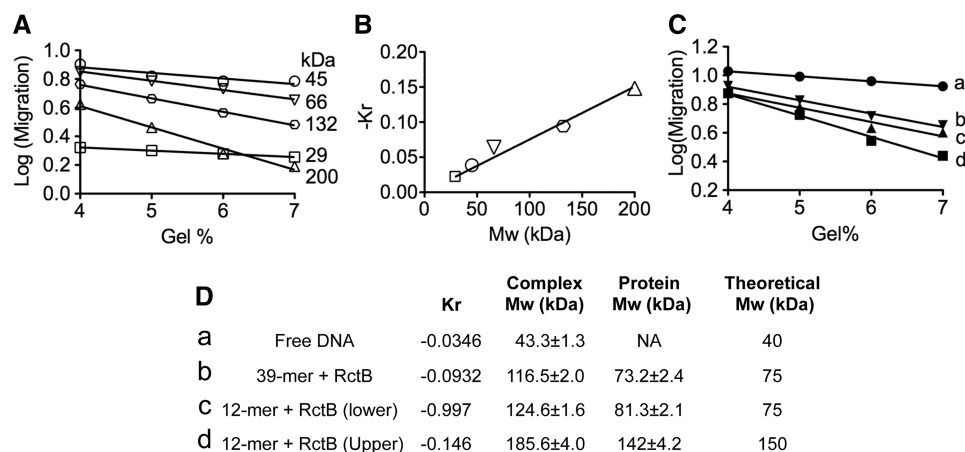 A
Log (Migration)
1.0
0.8
0.6
0.4
0.2
0.0
4 5 6 7
Gel %
kDa
45
66
132
29
200
B
-Kr
0.20
0.15
0.10
0.05
0.00
0 50 100 150 200
Mw (kDa)
C
Log(Migration)
1.2
1.0
0.8
0.6
0.4
0.2
4 5 6 7
Gel%
a
b
c
d
D
Kr Complex Mw (kDa) Protein Mw (kDa) Theoretical Mw (kDa)
a Free DNA -0.0346 43.3±1.3 NA 40
b 39-mer + RctB -0.0932 116.5±2.0 73.2±2.4 75
c 12-mer + RctB (lower) -0.997 124.6±1.6 81.3±2.1 75
d 12-mer + RctB (Upper) -0.146 185.6±4.0 142±4.2 150